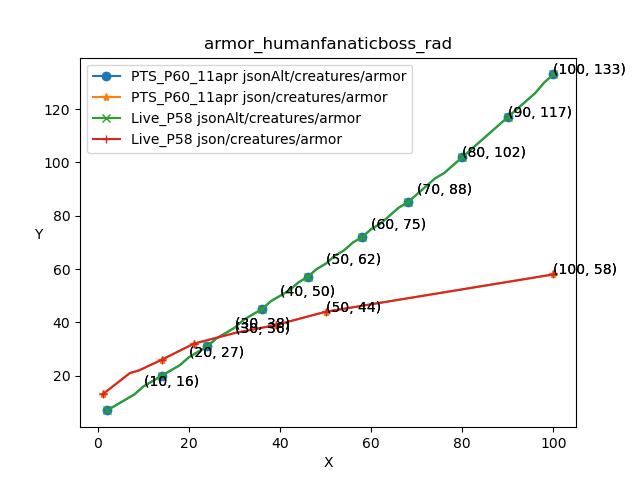 armor_humanfanaticboss_rad
PTS_P60_11apr jsonAlt/creatures/armor
PTS_P60_11apr json/creatures/armor
Live_P58 jsonAlt/creatures/armor
Live_P58 json/creatures/armor
(100, 133)
(90, 117)
(80, 102)
(70, 88)
(60, 75)
(50, 62)
(100, 58)
(40, 50)
(50, 44)
(30, 38)
(30, 36)
(20, 27)
(10, 16)
120
100
80
60
40
20
Y
0 20 40 60 80 100
X